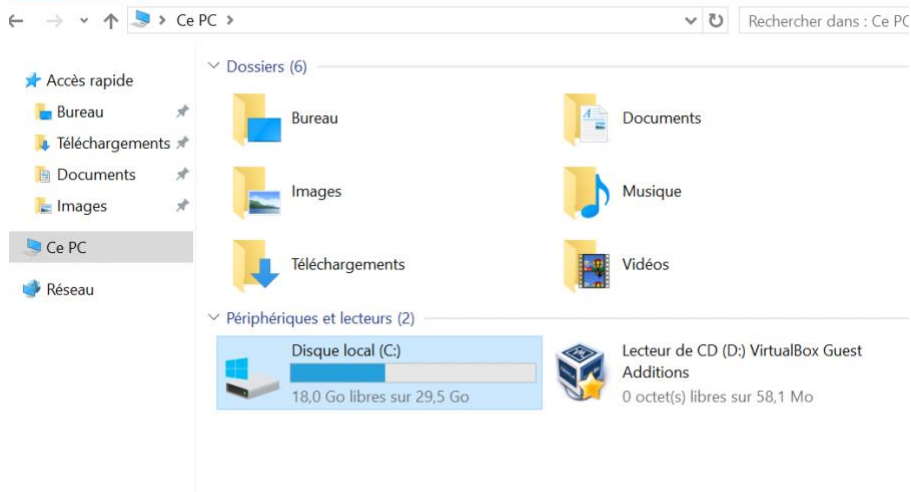 Ce PC
Rechercher dans : Ce PC
Accès rapide
Bureau
Téléchargements
Documents
Images
Ce PC
Réseau
Dossiers (6)
Bureau
Documents
Images
Musique
Téléchargements
Vidéos
Périphériques et lecteurs (2)
Disque local (C:)
18,0 Go libres sur 29,5 Go
Lecteur de CD (D:) VirtualBox Guest
Additions
0 octet(s) libres sur 58,1 Mo